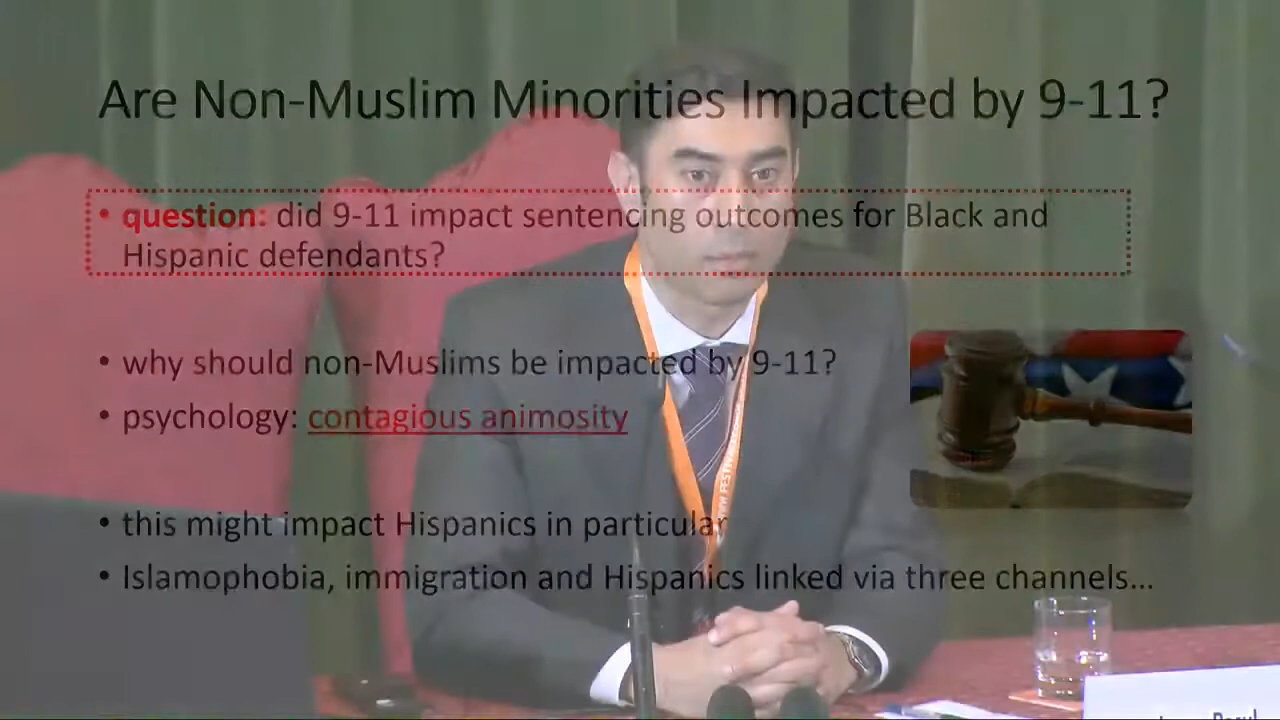 Are Non-Muslim Minorities Impacted by 9-11?
• question: did 9-11 impact sentencing outcomes for Black and
Hispanic defendants?
• why should non-Muslims be impacted by 9-11?
• psychology: contagious animosity
• this might impact Hispanics in particular
• Islamophobia, immigration and Hispanics linked via three channels...